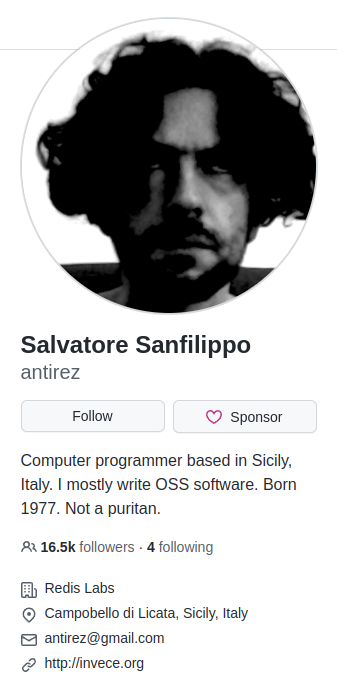 Salvatore Sanfilippo
antirez
Follow
Sponsor
Computer programmer based in Sicily,
Italy. I mostly write OSS software. Born
1977. Not a puritan.
16.5k followers · 4 following
Redis Labs
Campobello di Licata, Sicily, Italy
antirez@gmail.com
http://invece.org